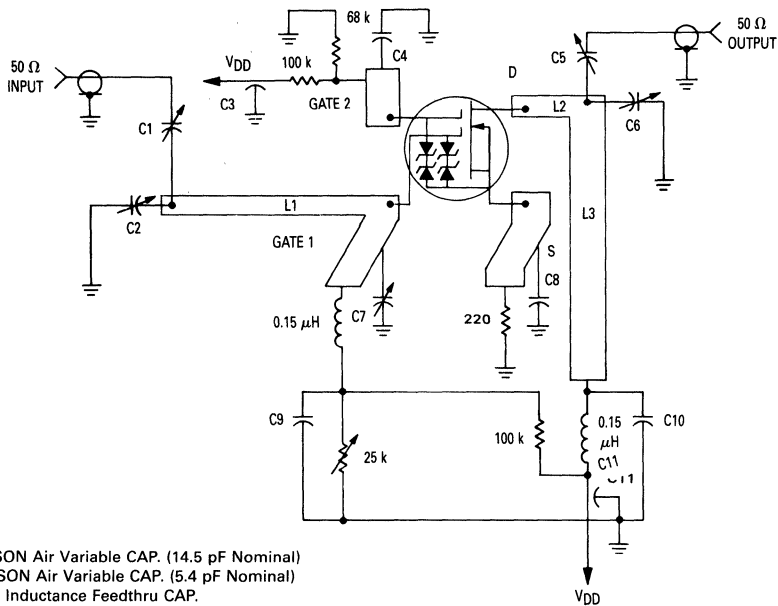 68 k
C4
VDD
100 k
C3
GATE 2
50 Ω
INPUT
C1
C2
L1
GATE 1
D
C5
50 Ω
OUTPUT
L2
C6
L3
S
C8
220
0.15 μH
C7
C9
25 k
100 k
0.15
μH
C11
C10
VDD
SON Air Variable CAP. (14.5 pF Nominal)
SON Air Variable CAP. (5.4 pF Nominal)
Inductance Feedthru CAP.